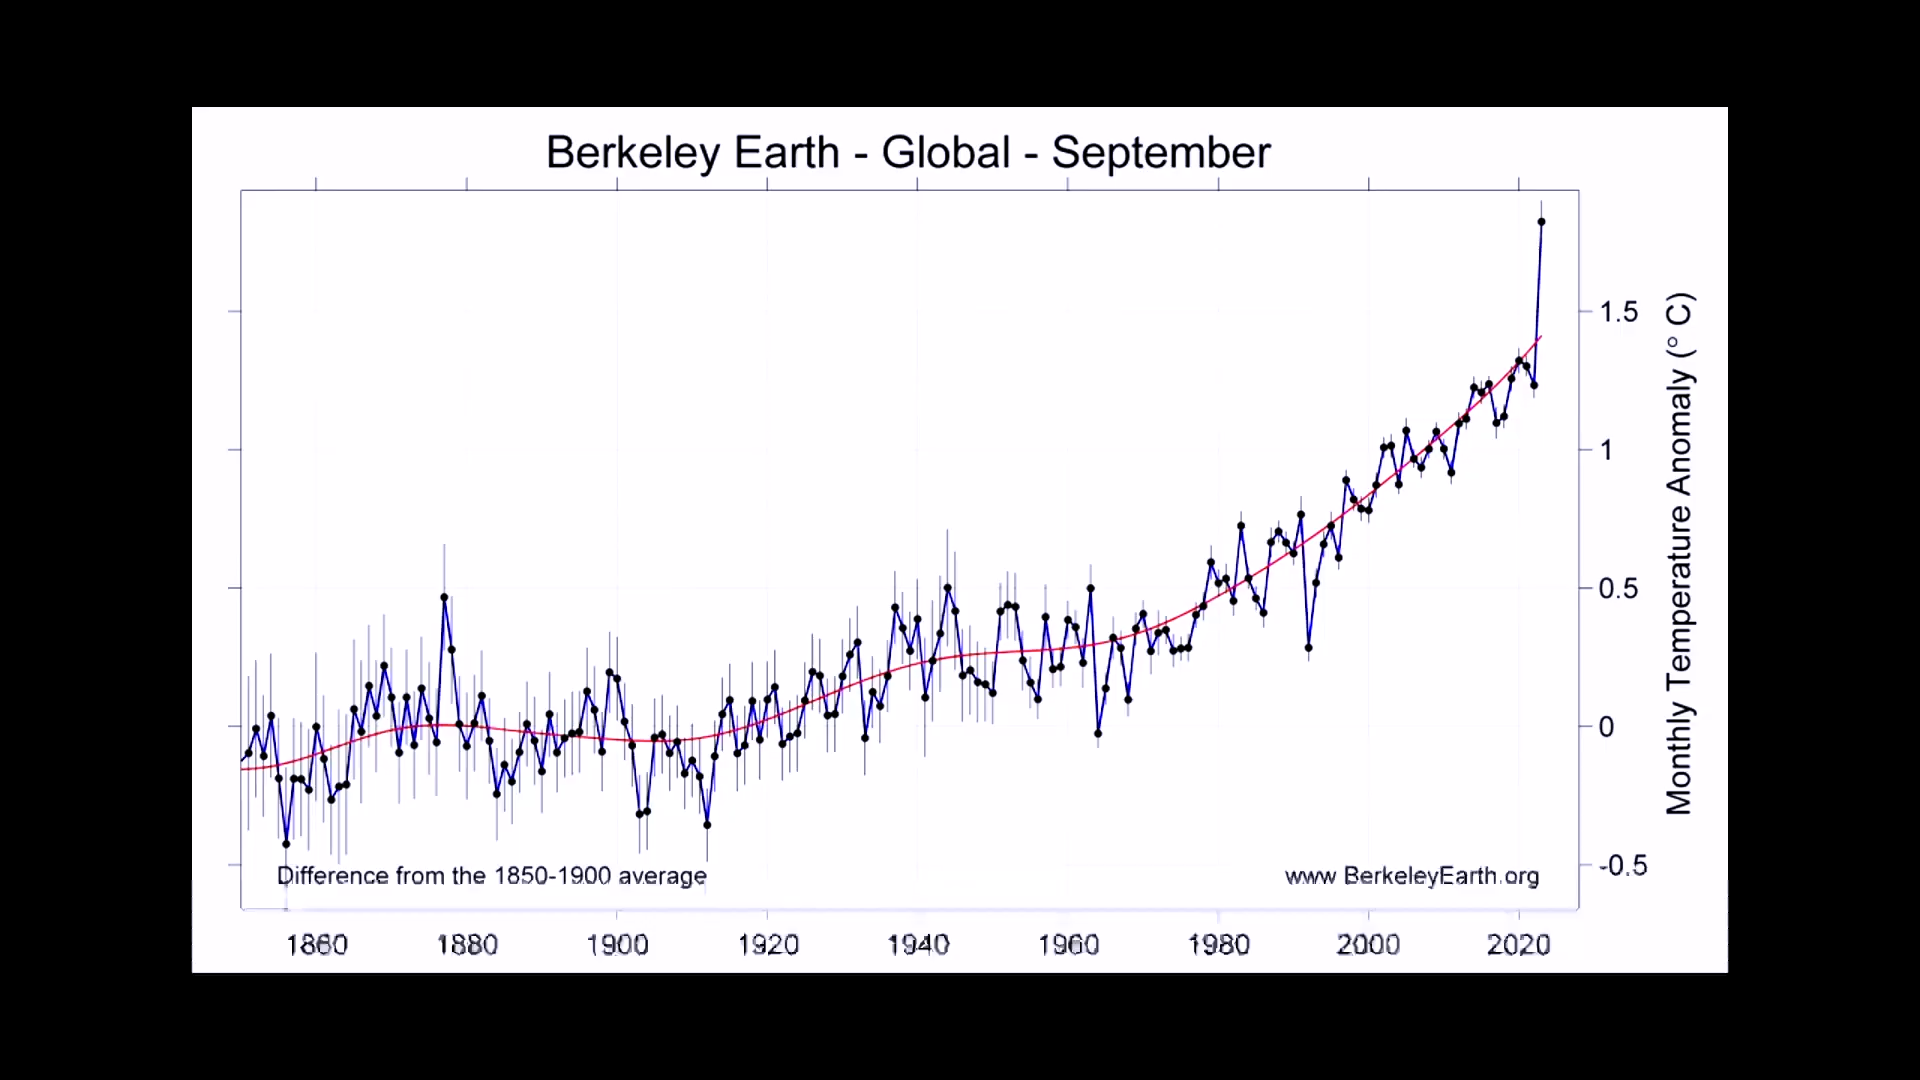 Berkeley Earth - Global - September
1.5
1
0.5
0
-0.5
Monthly Temperature Anomaly (° C)
Difference from the 1850-1900 average
www BerkeleyEarth.org
1860 1880 1900 1920 1940 1960 1980 2000 2020